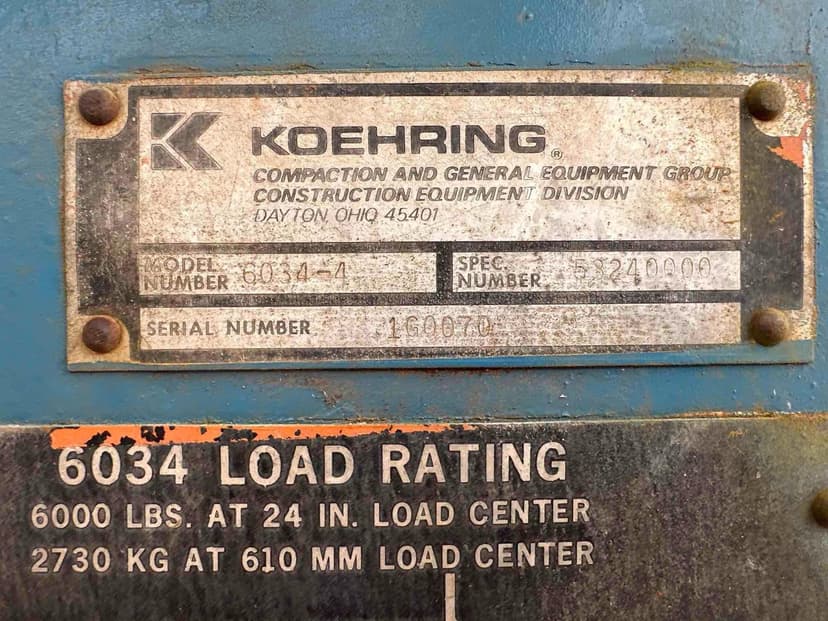 KOEHRING®
COMPACTION AND GENERAL EQUIPMENT GROUP
CONSTRUCTION EQUIPMENT DIVISION
DAYTON, OHIO 45401
MODEL NUMBER 6034-4 SPEC. NUMBER 53240000
SERIAL NUMBER 1G0070
6034 LOAD RATING
6000 LBS. AT 24 IN. LOAD CENTER
2730 KG AT 610 MM LOAD CENTER